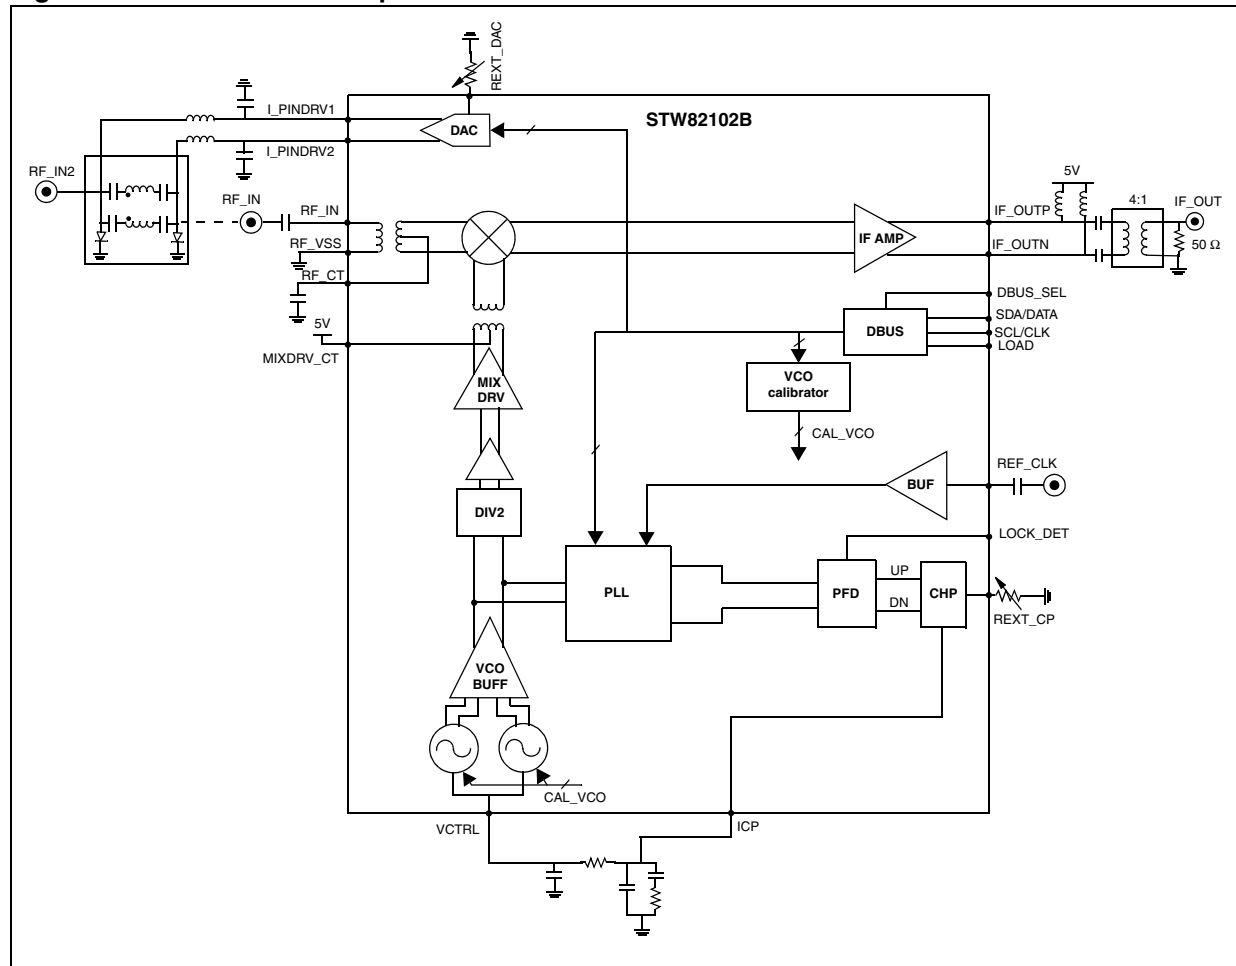 REXT_DAC
I_PINDRV1
STW82102B
DAC
I_PINDRV2
RF_IN2
5V
RF_IN
RF_IN
4:1
IF_OUT
IF_OUTP
RF_VSS
IF AMP
IF_OUTN
50 Ω
RF_CT
DBUS_SEL
5V
SDA/DATA
DBUS
SCL/CLK
MIXDRV_CT
LOAD
MIX
DRV
VCO
calibrator
CAL_VCO
REF_CLK
BUF
DIV2
LOCK_DET
PLL
PFD
UP
DN
CHP
REXT_CP
VCO
BUFF
CAL_VCO
VCTRL
ICP